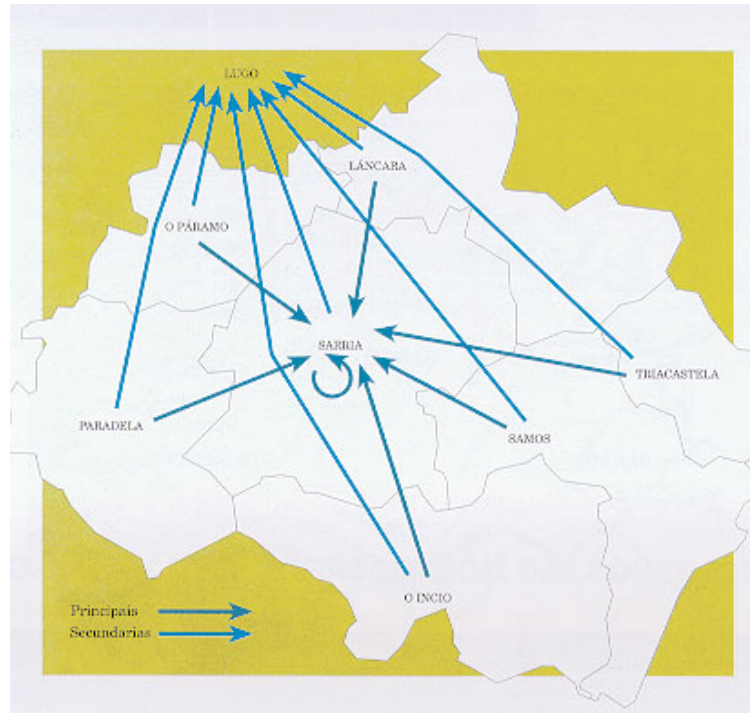 LUGO
LÁNCARA
O PÁRAMO
SARRIA
TRIACASTELA
PARADELA
SAMOS
O INCIO
Principais
Secundarias